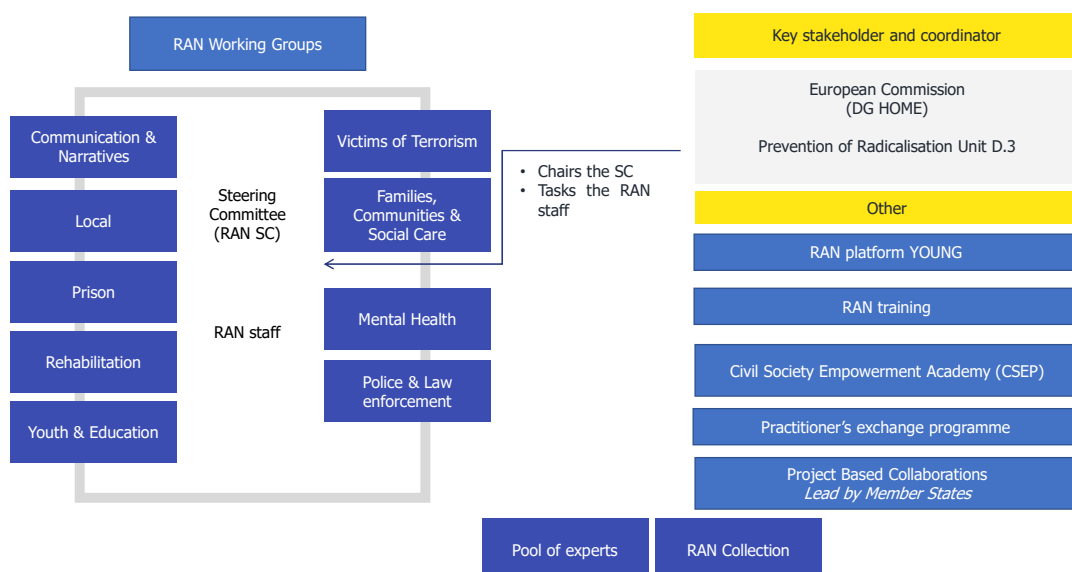 RAN Working Groups
Communication &
Narratives
Local
Prison
Rehabilitation
Youth & Education
Steering
Committee
(RAN SC)
RAN staff
Victims of Terrorism
Families,
Communities &
Social Care
Mental Health
Police & Law
enforcement
• Chairs the SC
• Tasks the RAN
staff
Key stakeholder and coordinator
European Commission
(DG HOME)
Prevention of Radicalisation Unit D.3
Other
RAN platform YOUNG
RAN training
Civil Society Empowerment Academy (CSEP)
Practitioner’s exchange programme
Project Based Collaborations
Lead by Member States
Pool of experts
RAN Collection